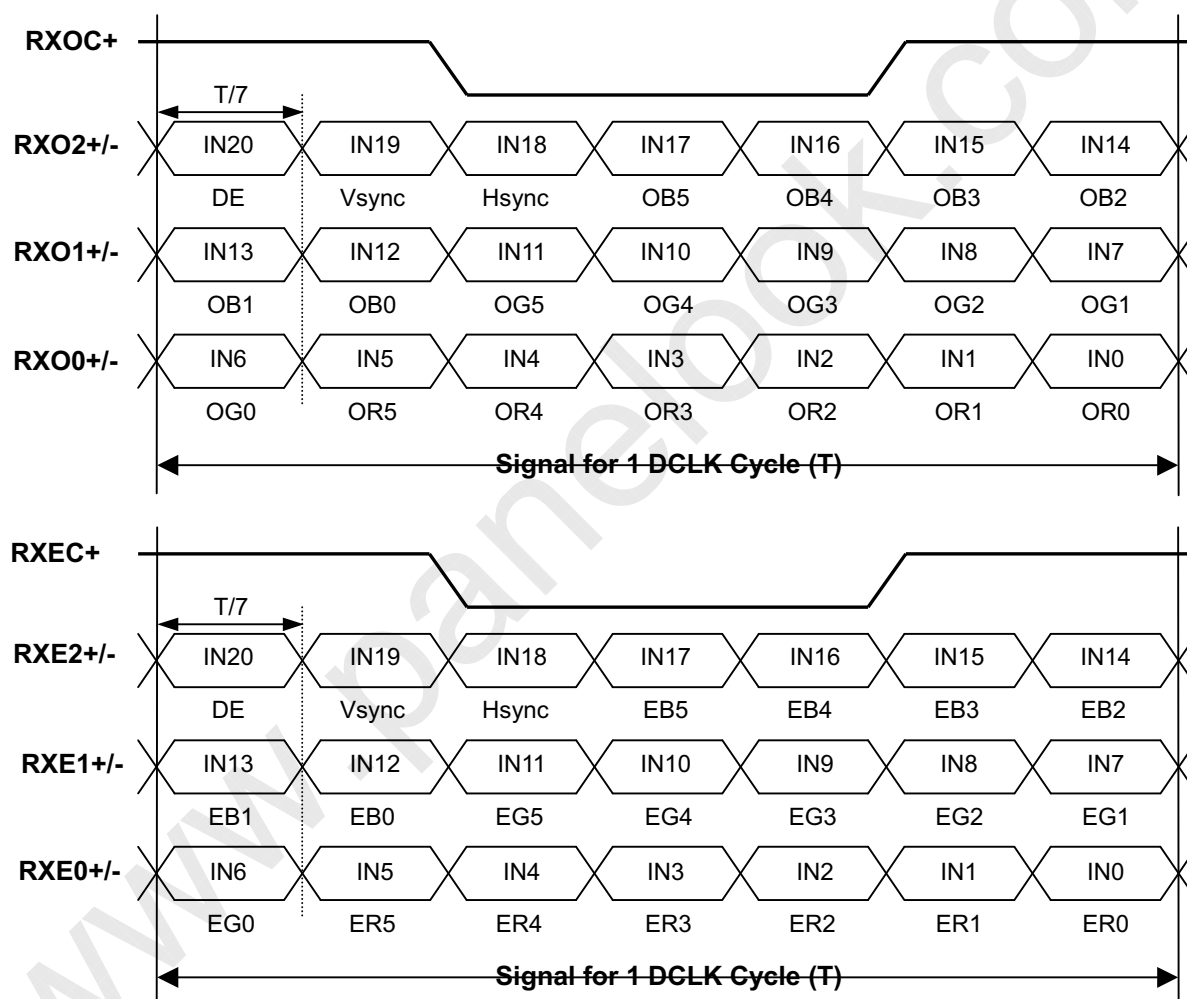 RXOC+
T/7
RXO2+/- IN20 IN19 IN18 IN17 IN16 IN15 IN14
DE Vsync Hsync OB5 OB4 OB3 OB2
RXO1+/- IN13 IN12 IN11 IN10 IN9 IN8 IN7
OB1 OB0 OG5 OG4 OG3 OG2 OG1
RXO0+/- IN6 IN5 IN4 IN3 IN2 IN1 IN0
OG0 OR5 OR4 OR3 OR2 OR1 OR0
Signal for 1 DCLK Cycle (T)
RXEC+
T/7
RXE2+/- IN20 IN19 IN18 IN17 IN16 IN15 IN14
DE Vsync Hsync EB5 EB4 EB3 EB2
RXE1+/- IN13 IN12 IN11 IN10 IN9 IN8 IN7
EB1 EB0 EG5 EG4 EG3 EG2 EG1
RXE0+/- IN6 IN5 IN4 IN3 IN2 IN1 IN0
EG0 ER5 ER4 ER3 ER2 ER1 ER0
Signal for 1 DCLK Cycle (T)
www.panelook.com